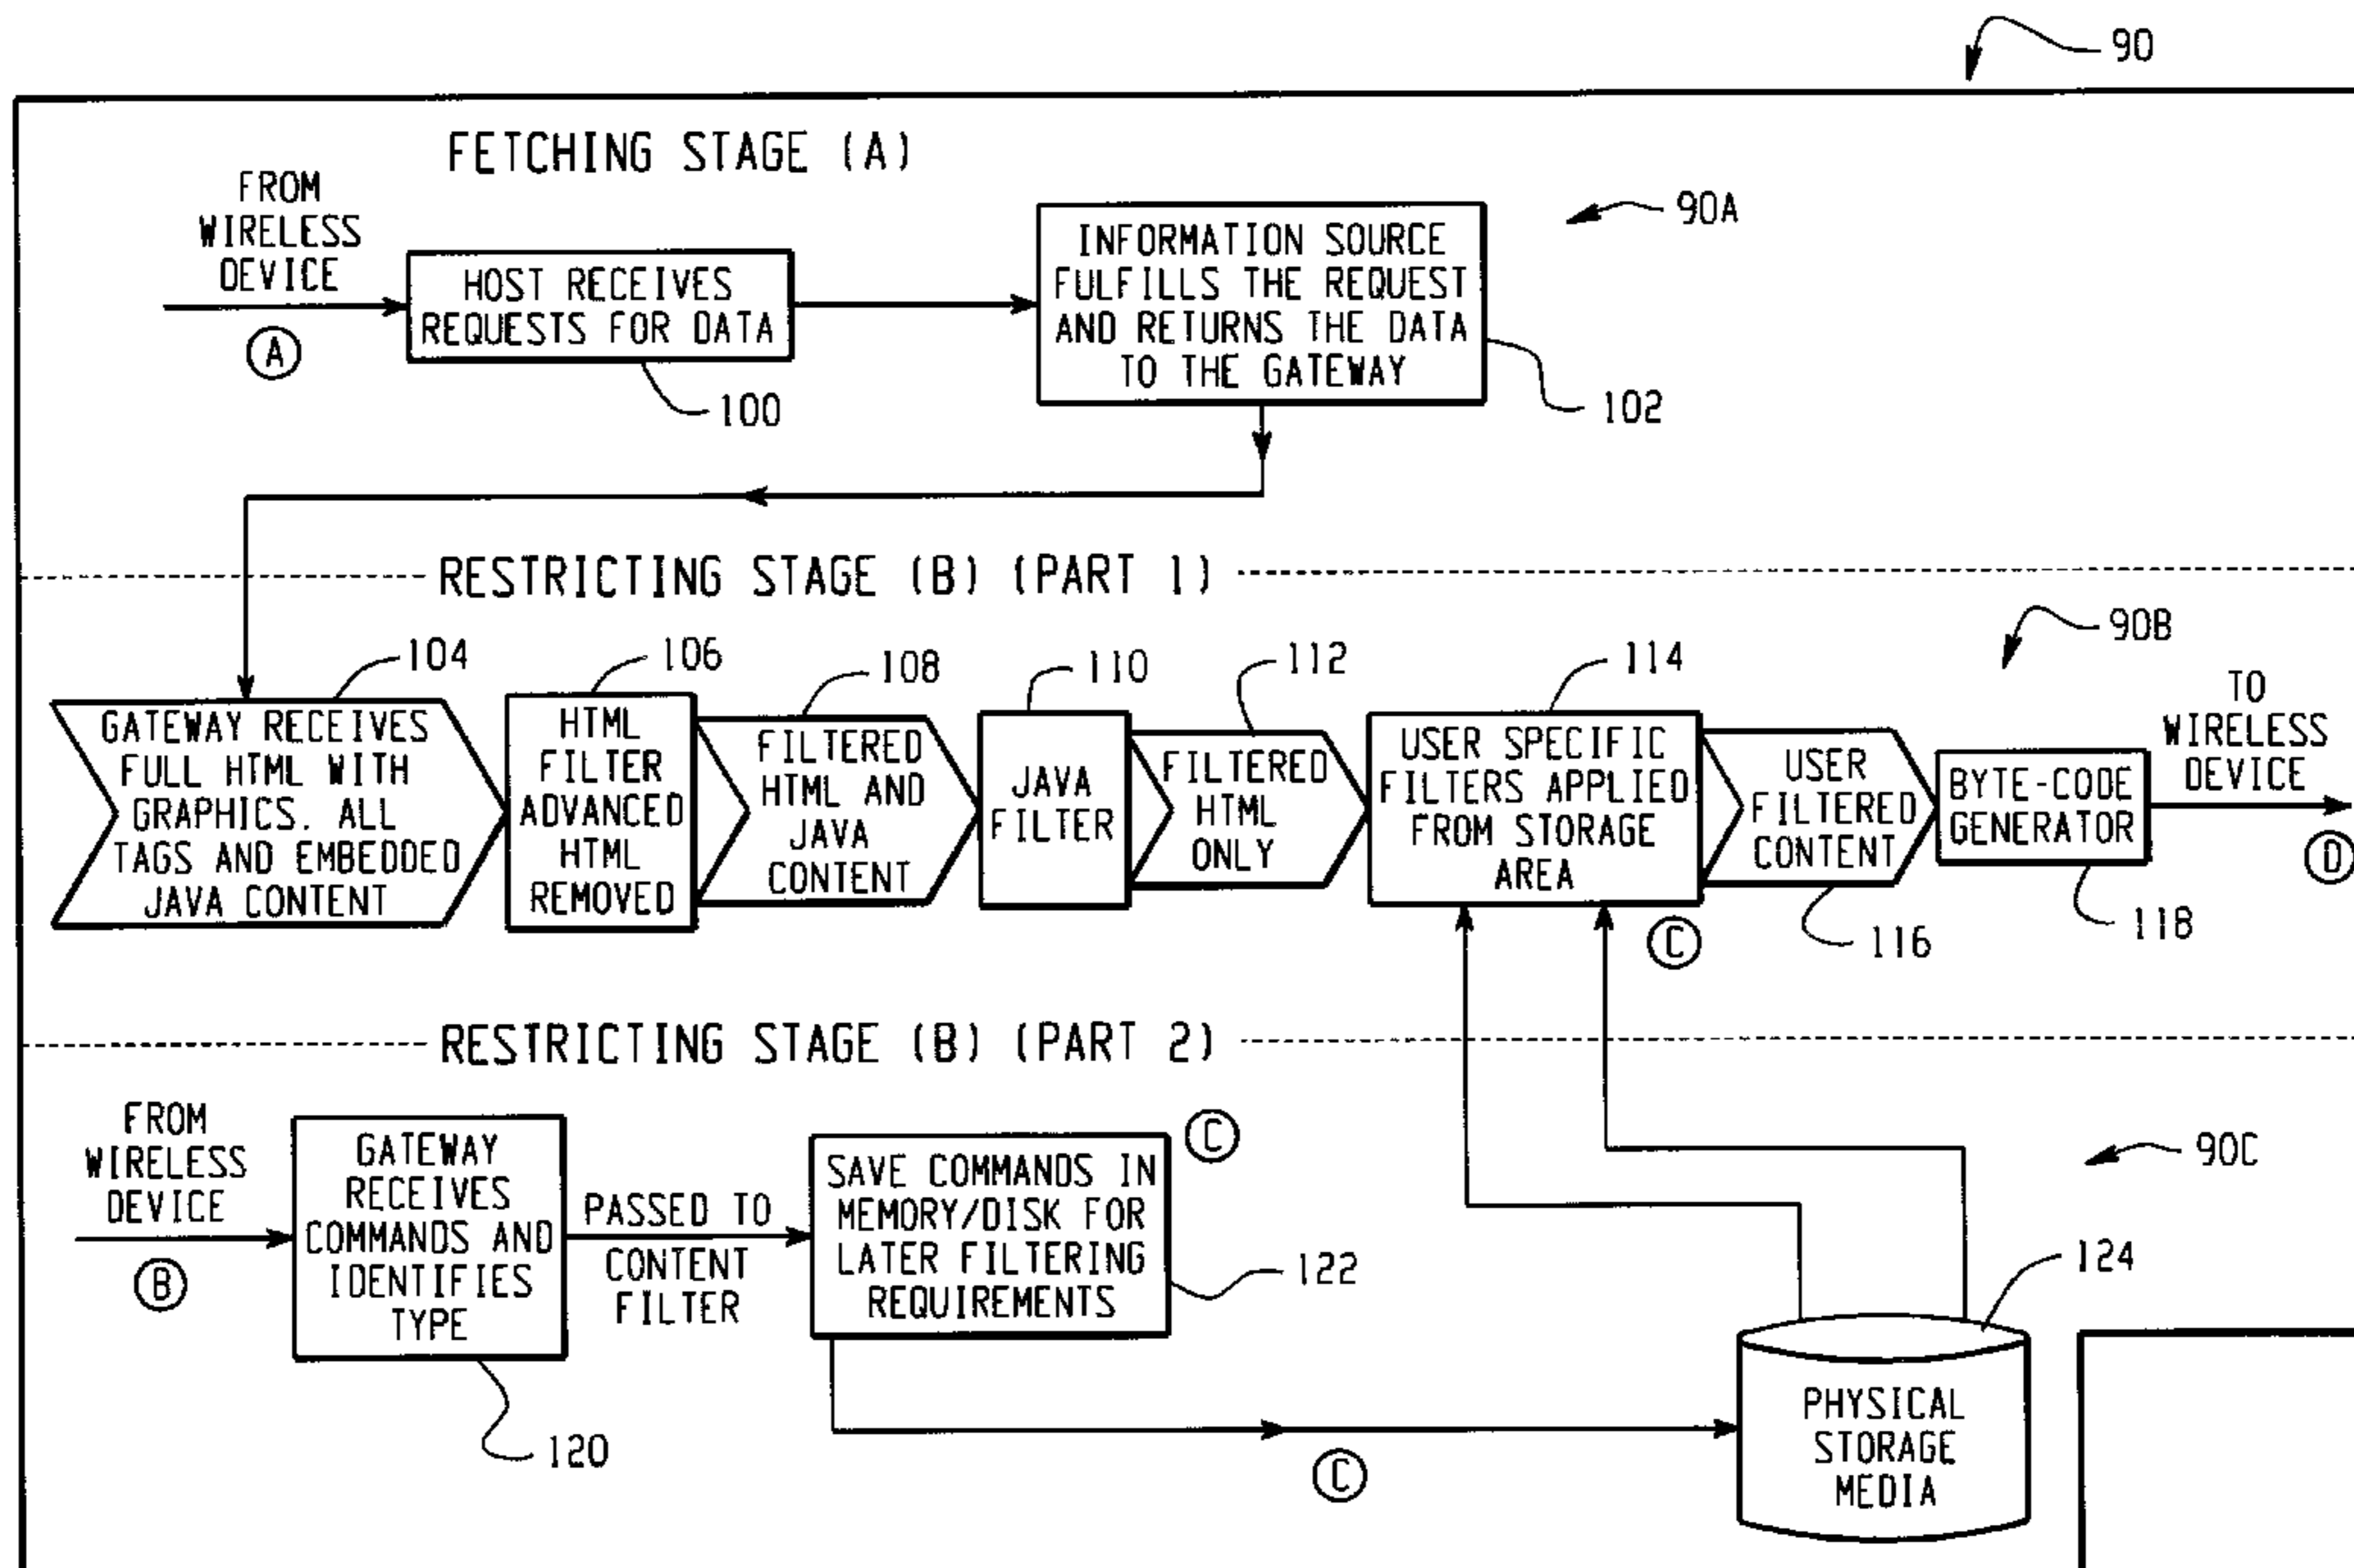 90
FETCHING STAGE (A)
FROM
WIRELESS
DEVICE
A
HOST RECEIVES
REQUESTS FOR DATA
100
INFORMATION SOURCE
FULFILLS THE REQUEST
AND RETURNS THE DATA
TO THE GATEWAY
102
90A
RESTRICTING STAGE (B) (PART 1)
90B
104
GATEWAY RECEIVES
FULL HTML WITH
GRAPHICS. ALL
TAGS AND EMBEDDED
JAVA CONTENT
106
HTML
FILTER
ADVANCED
HTML
REMOVED
108
FILTERED
HTML AND
JAVA
CONTENT
110
JAVA
FILTER
112
FILTERED
HTML
ONLY
114
USER SPECIFIC
FILTERS APPLIED
FROM STORAGE
AREA
C
USER
FILTERED
CONTENT
116
BYTE-CODE
GENERATOR
118
TO
WIRELESS
DEVICE
D
RESTRICTING STAGE (B) (PART 2)
FROM
WIRELESS
DEVICE
B
GATEWAY
RECEIVES
COMMANDS AND
IDENTIFIES
TYPE
120
PASSED TO
CONTENT
FILTER
C
SAVE COMMANDS IN
MEMORY/DISK FOR
LATER FILTERING
REQUIREMENTS
122
C
90C
124
PHYSICAL
STORAGE
MEDIA